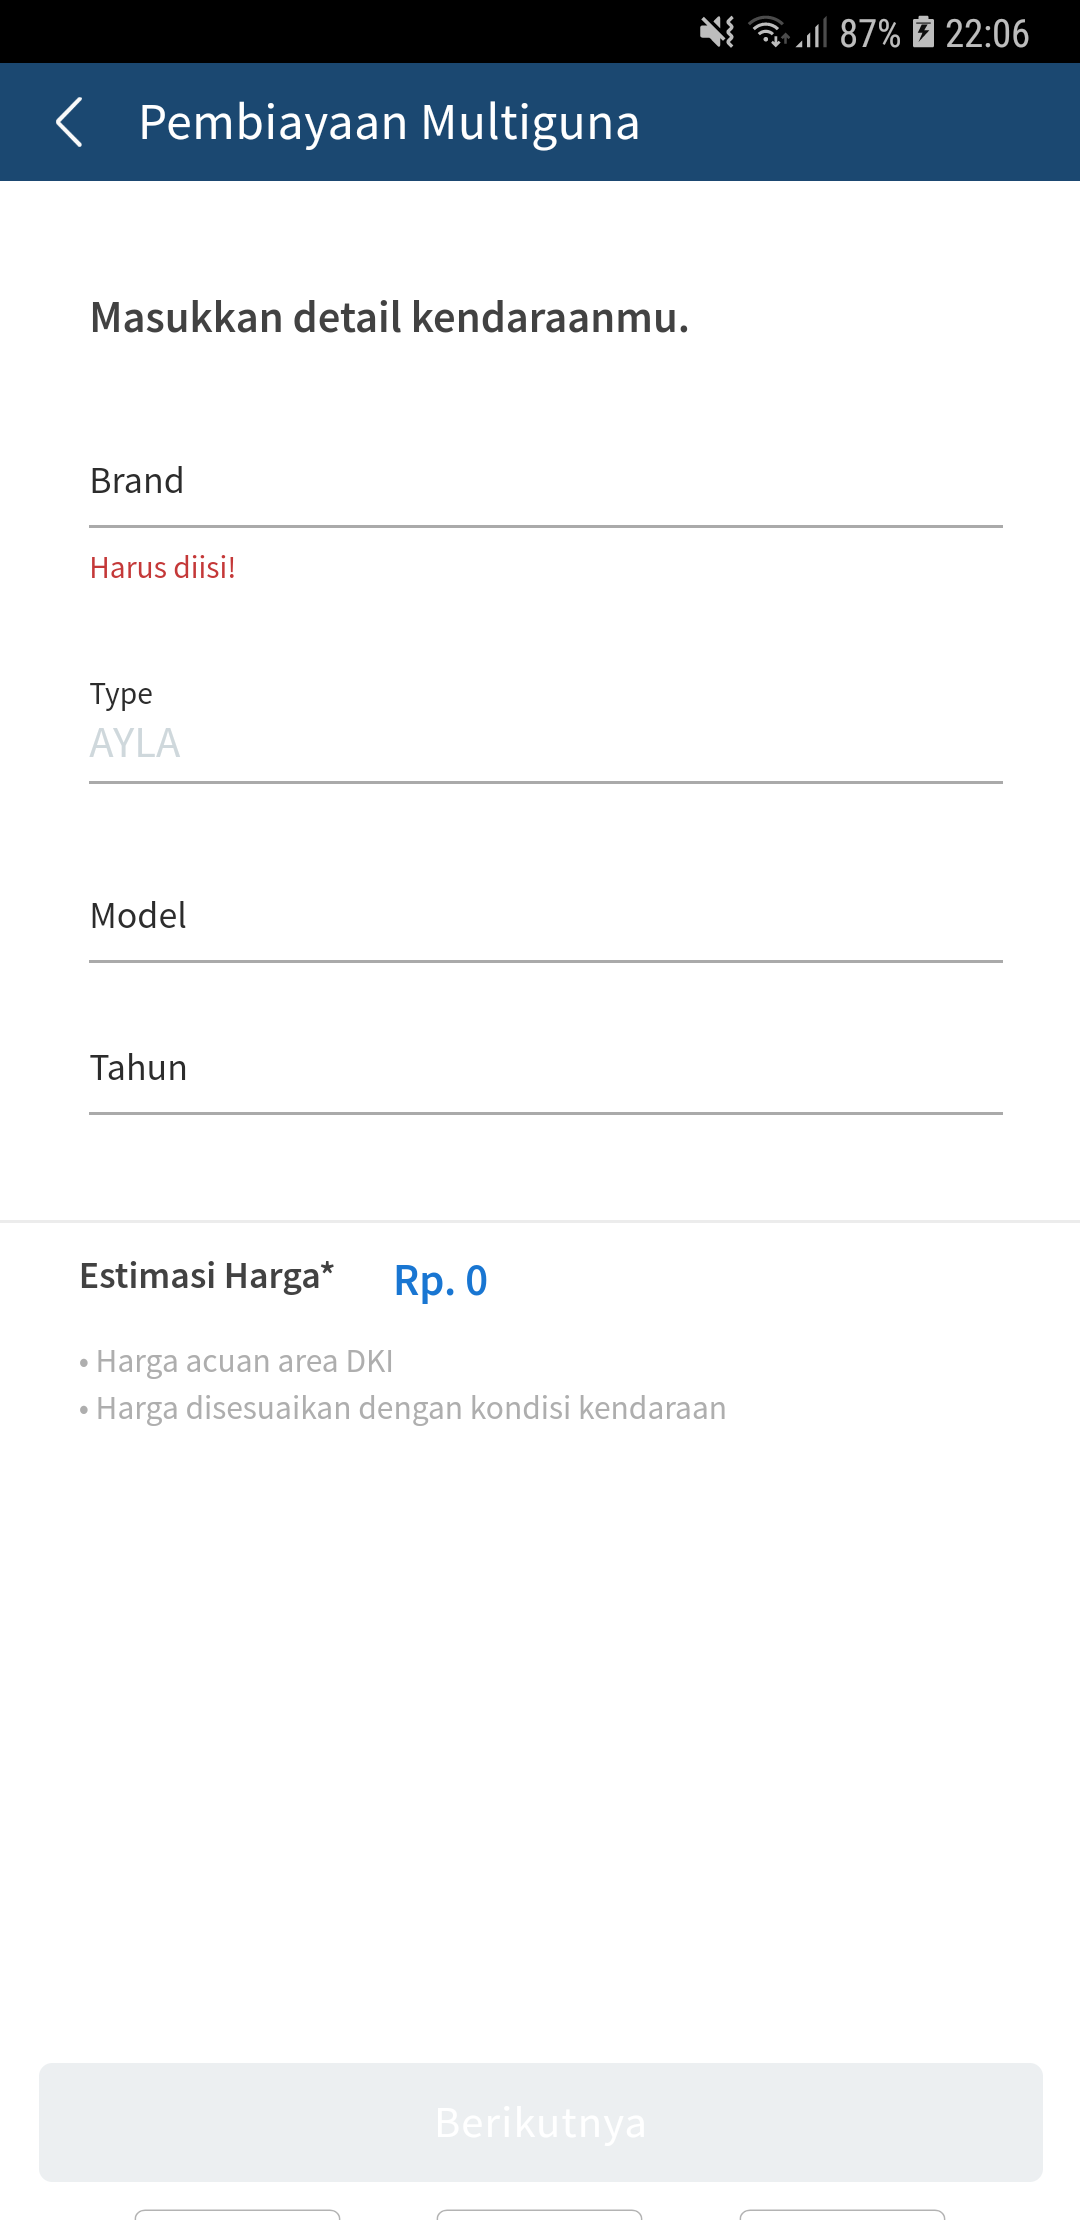 87% 22:06
Pembiayaan Multiguna
Masukkan detail kendaraanmu.
Brand
Harus diisi!
Type
AYLA
Model
Tahun
Estimasi Harga* Rp. 0
• Harga acuan area DKI
• Harga disesuaikan dengan kondisi kendaraan
Berikutnya